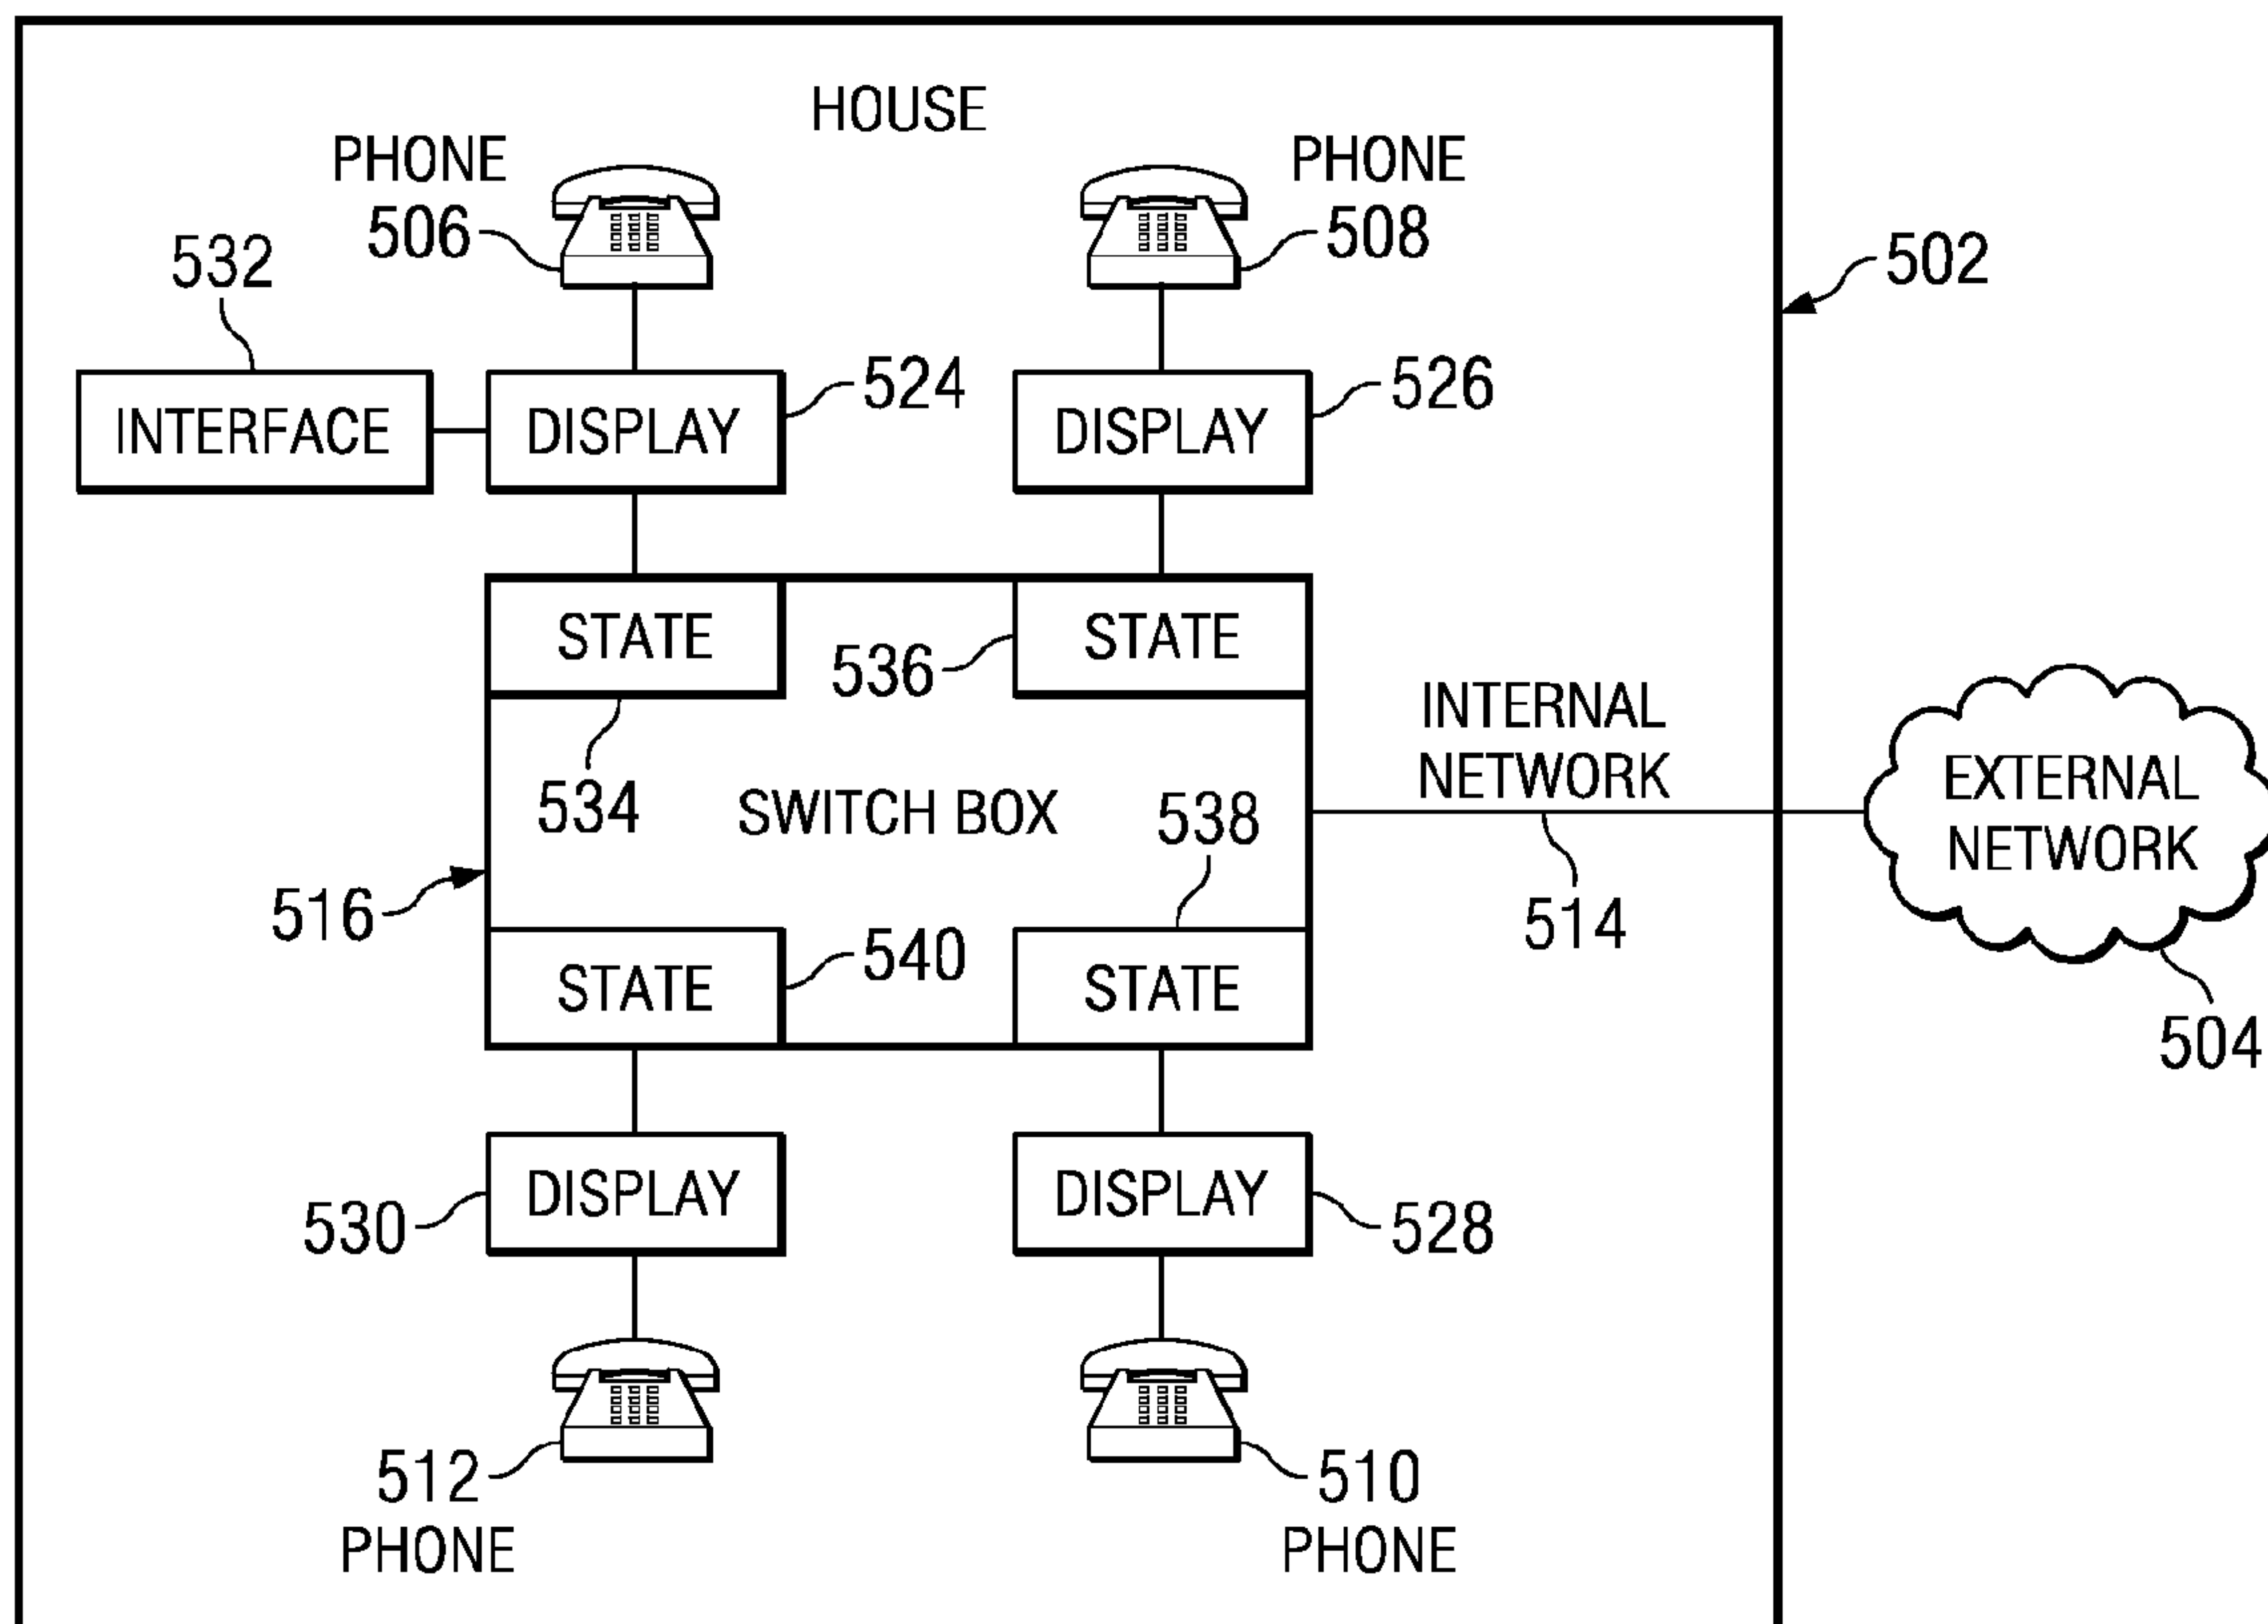 HOUSE
PHONE
506
PHONE
508
532
502
524
526
INTERFACE
DISPLAY
DISPLAY
STATE
STATE
536
534
INTERNAL
NETWORK
SWITCH BOX
538
EXTERNAL
NETWORK
516
514
540
STATE
STATE
504
DISPLAY
DISPLAY
530
528
512
PHONE
510
PHONE